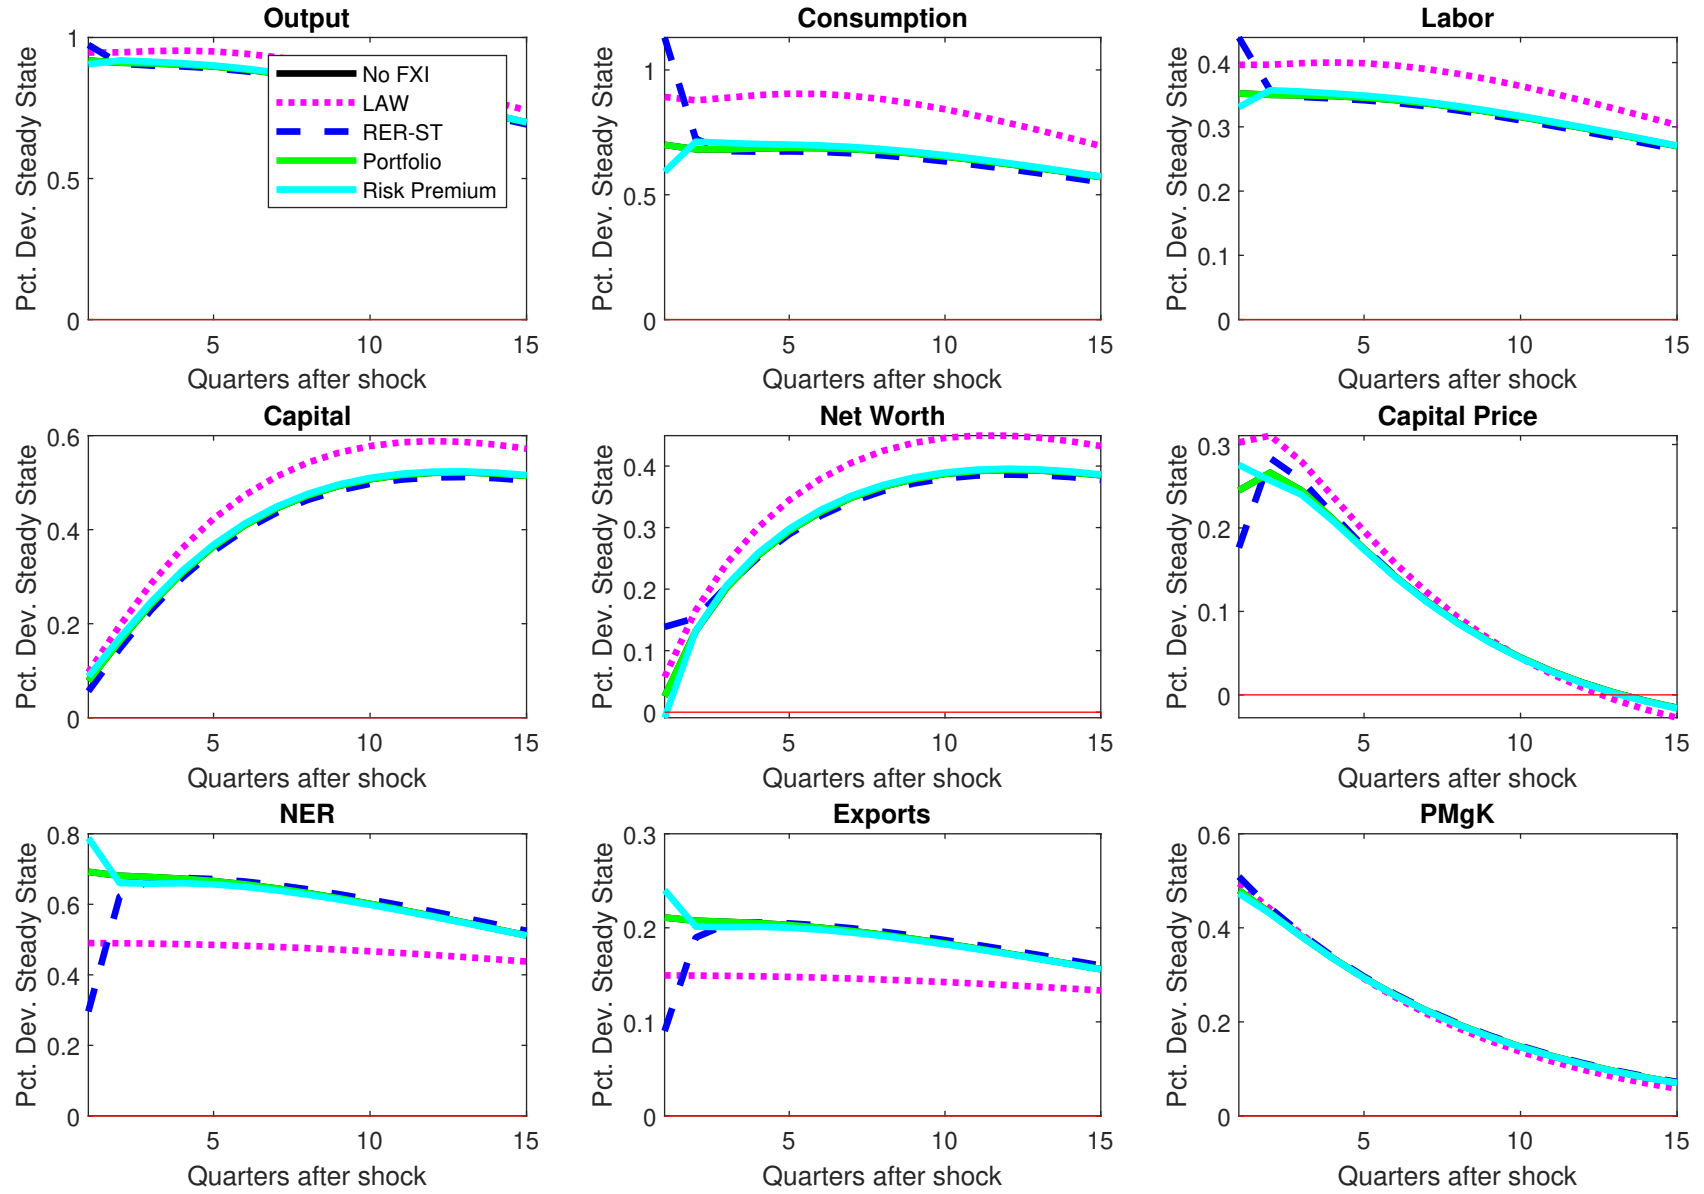 Output
Pct. Dev. Steady State
1
0.5
0
5
10
15
Quarters after shock
No FXI
LAW
RER-ST
Portfolio
Risk Premium
Consumption
Pct. Dev. Steady State
1
0.5
0
5
10
15
Quarters after shock
Labor
Pct. Dev. Steady State
0.4
0.3
0.2
0.1
0
5
10
15
Quarters after shock
Capital
Pct. Dev. Steady State
0.6
0.4
0.2
0
5
10
15
Quarters after shock
Net Worth
Pct. Dev. Steady State
0.4
0.3
0.2
0.1
0
5
10
15
Quarters after shock
Capital Price
Pct. Dev. Steady State
0.3
0.2
0.1
0
5
10
15
Quarters after shock
NER
Pct. Dev. Steady State
0.8
0.6
0.4
0.2
0
5
10
15
Quarters after shock
Exports
Pct. Dev. Steady State
0.3
0.2
0.1
0
5
10
15
Quarters after shock
PMgK
Pct. Dev. Steady State
0.6
0.4
0.2
0
5
10
15
Quarters after shock